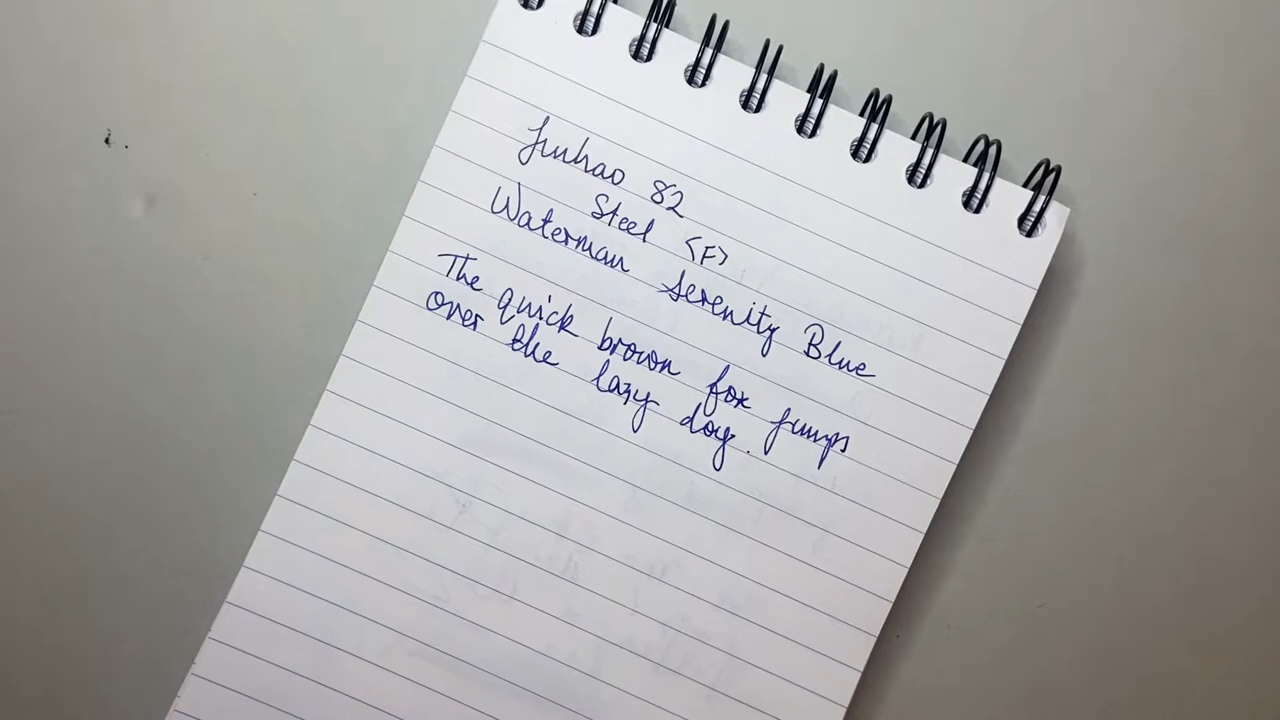 Jinhao 82
Steel <F>
Waterman Serenity Blue
The quick brown fox jumps
over the lazy dog.